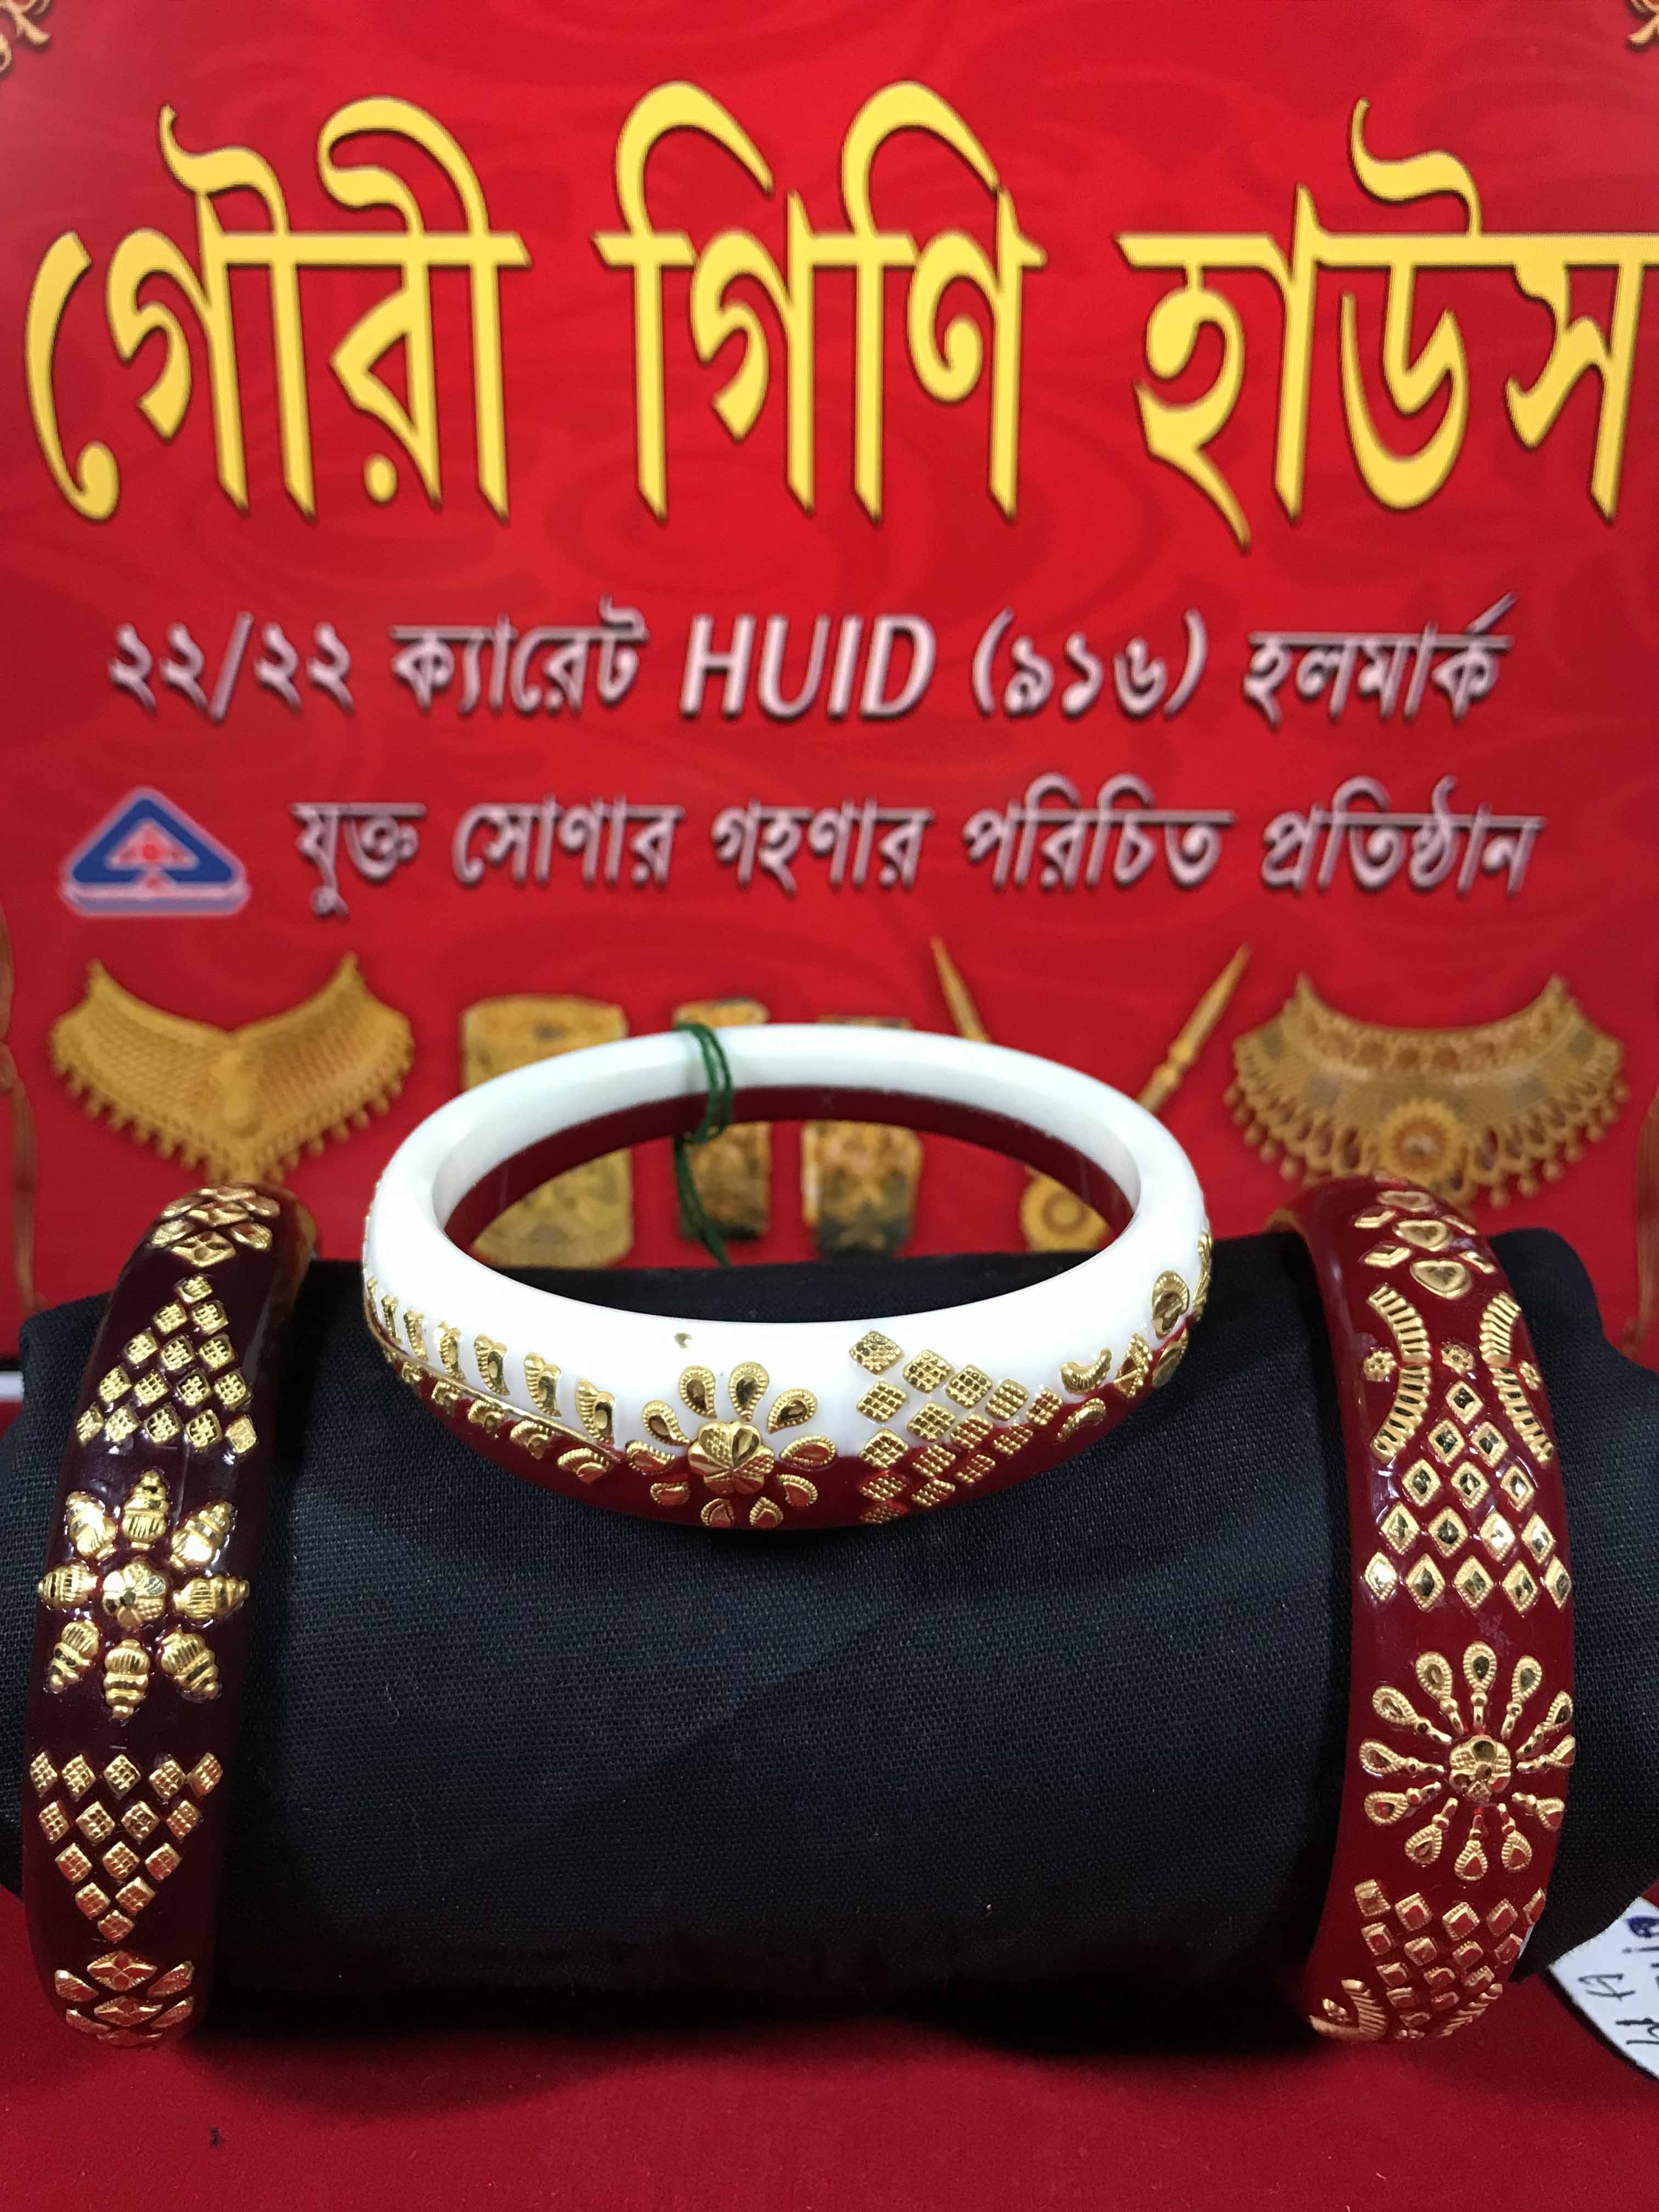 গৌরী গিণি হাউস
২২/২২ ক্যারেট HUID (৯১৬) হলমার্ক
যুক্ত সোণার গহণার পরিচিত প্রতিষ্ঠান